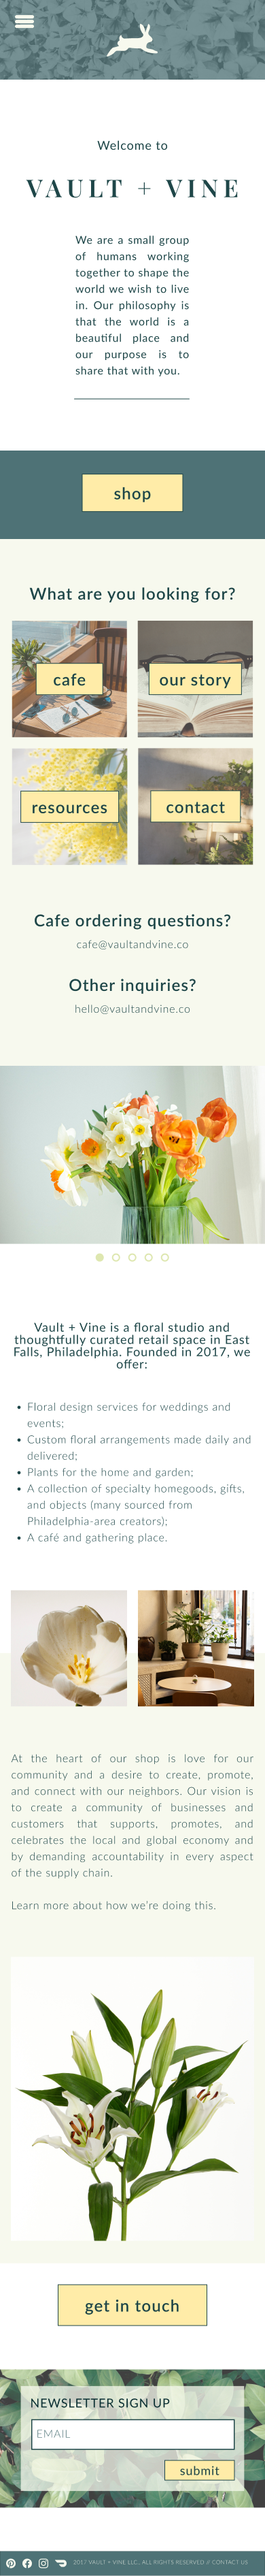 Welcome to
VAULT + VINE
We are a small group
of humans working
together to shape the
world we wish to live
in. Our philosophy is
that the world is a
beautiful place and
our purpose is to
share that with you.
shop
What are you looking for?
cafe
our story
resources
contact
Cafe ordering questions?
cafe@vaultandvine.co
Other inquiries?
hello@vaultandvine.co
Vault + Vine is a floral studio and
thoughtfully curated retail space in East
Falls, Philadelphia. Founded in 2017, we
offer:
• Floral design services for weddings and
events;
• Custom floral arrangements made daily and
delivered;
• Plants for the home and garden;
• A collection of specialty homegoods, gifts,
and objects (many sourced from
Philadelphia-area creators);
• A café and gathering place.
At the heart of our shop is love for our
community and a desire to create, promote,
and connect with our neighbors. Our vision is
to create a community of businesses and
customers that supports, promotes, and
celebrates the local and global economy and
by demanding accountability in every aspect
of the supply chain.
Learn more about how we're doing this.
get in touch
NEWSLETTER SIGN UP
EMAIL
submit
2017 VAULT + VINE LLC., ALL RIGHTS RESERVED // CONTACT US